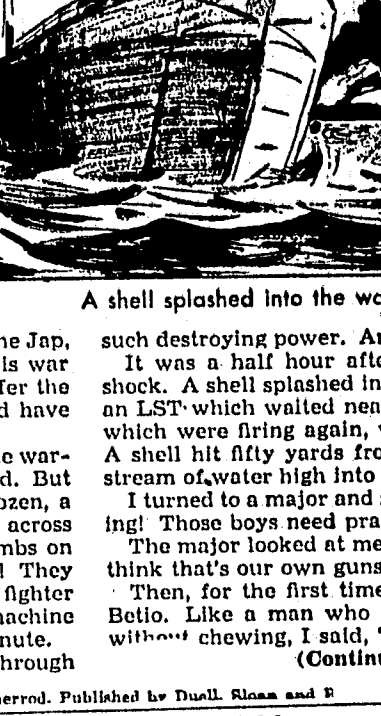 A shell splashed into the wa
he Jap,
is war
fer the
d have
e war-
d. But
ozen, a
across
mbs on
! They
fighter
machine
nute.
hrough
such destroying power. An
It was a half hour afte
shock. A shell splashed in
an LST which waited nea
which were firing again,
A shell hit fifty yards fro
stream of water high into
I turned to a major and
ing! Those boys need pra
The major looked at me
think that's our own guns
Then, for the first time
Betio. Like a man who
without chewing, I said, "
(Contin
errod. Published by Duell, Sloan and P